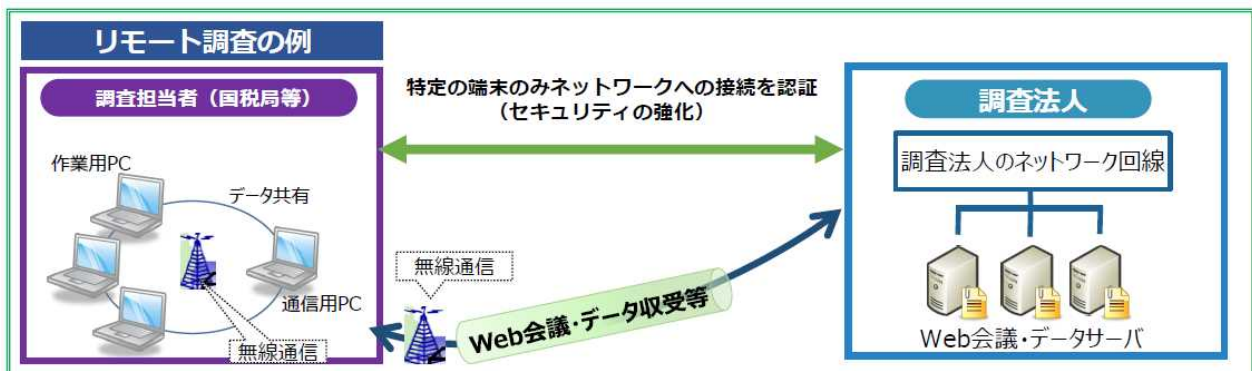 リモート調査の例
調査担当者（国税局等）
作業用PC
データ共有
通信用PC
無線通信
特定の端末のみネットワークへの接続を認証
（セキュリティの強化）
無線通信
Web会議・データ収受等
調査法人
調査法人のネットワーク回線
Web会議・データサーバ